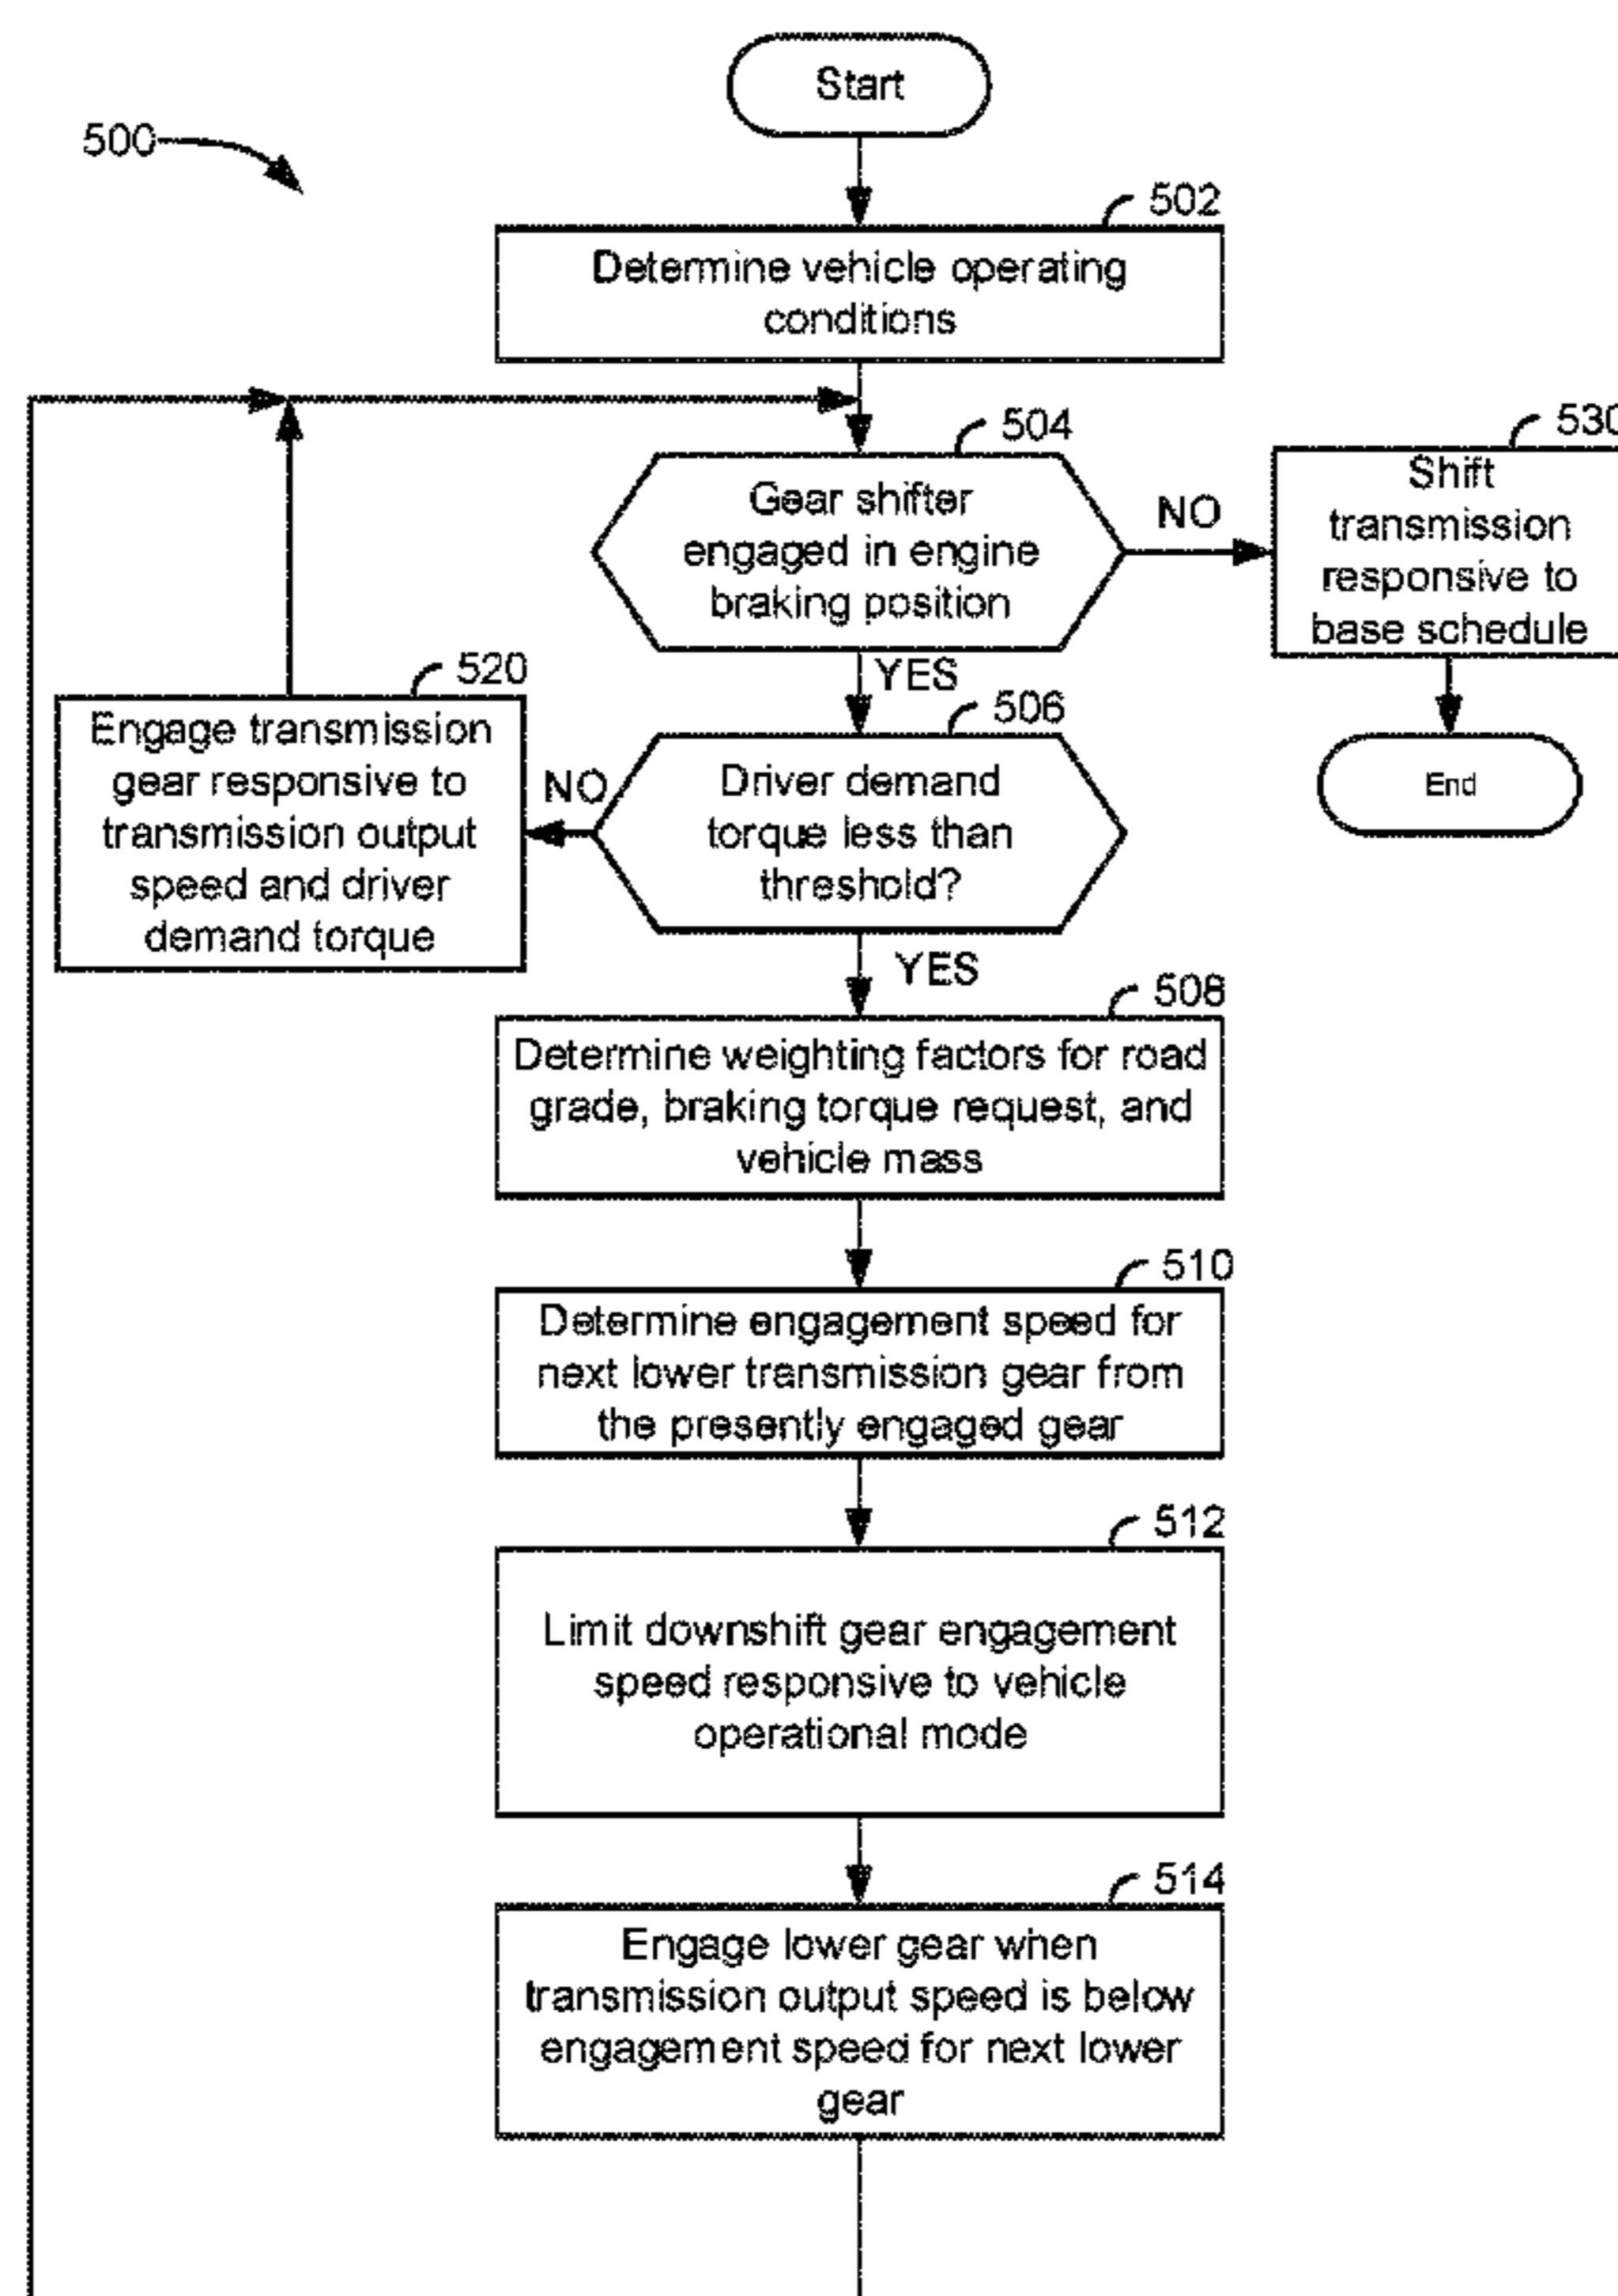 Start
500
502
Determine vehicle operating
conditions
504
Gear shifter
engaged in engine
braking position
NO
530
Shift
transmission
responsive to
base schedule
End
YES
506
Driver demand
torque less than
threshold?
NO
520
Engage transmission
gear responsive to
transmission output
speed and driver
demand torque
YES
508
Determine weighting factors for road
grade, braking torque request, and
vehicle mass
510
Determine engagement speed for
next lower transmission gear from
the presently engaged gear
512
Limit downshift gear engagement
speed responsive to vehicle
operational mode
514
Engage lower gear when
transmission output speed is below
engagement speed for next lower
gear